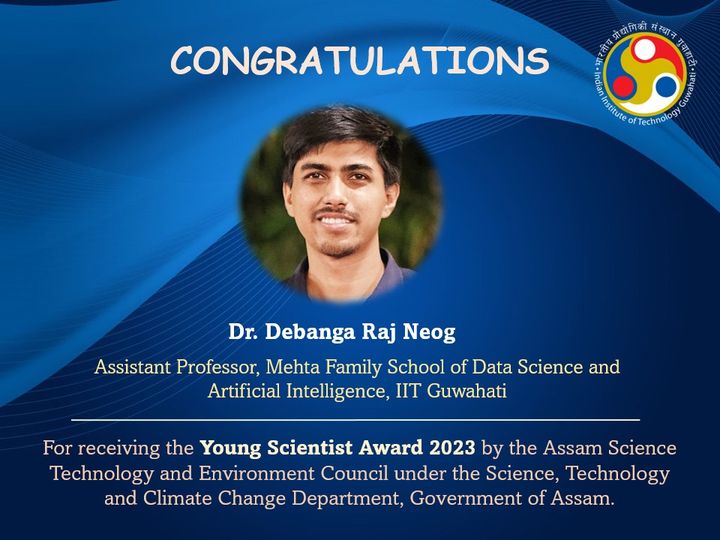 CONGRATULATIONS
भारतीय प्रौद्योगिकी संस्थान गुवाहाटी
Indian Institute of Technology Guwahati
Dr. Debanga Raj Neog
Assistant Professor, Mehta Family School of Data Science and
Artificial Intelligence, IIT Guwahati
For receiving the Young Scientist Award 2023 by the Assam Science
Technology and Environment Council under the Science, Technology
and Climate Change Department, Government of Assam.